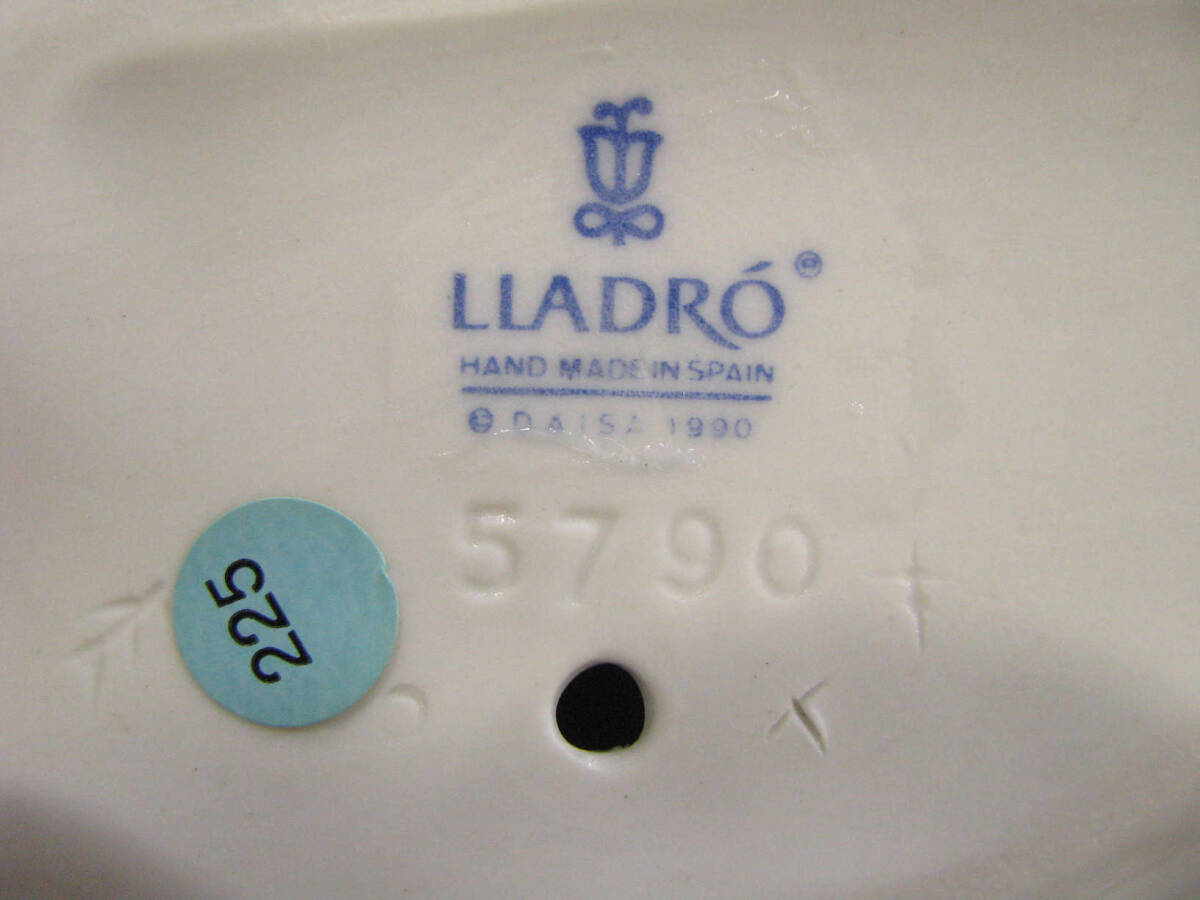 LLADRÓ ®
HAND MADE IN SPAIN
© DAISA 1990
5790
225